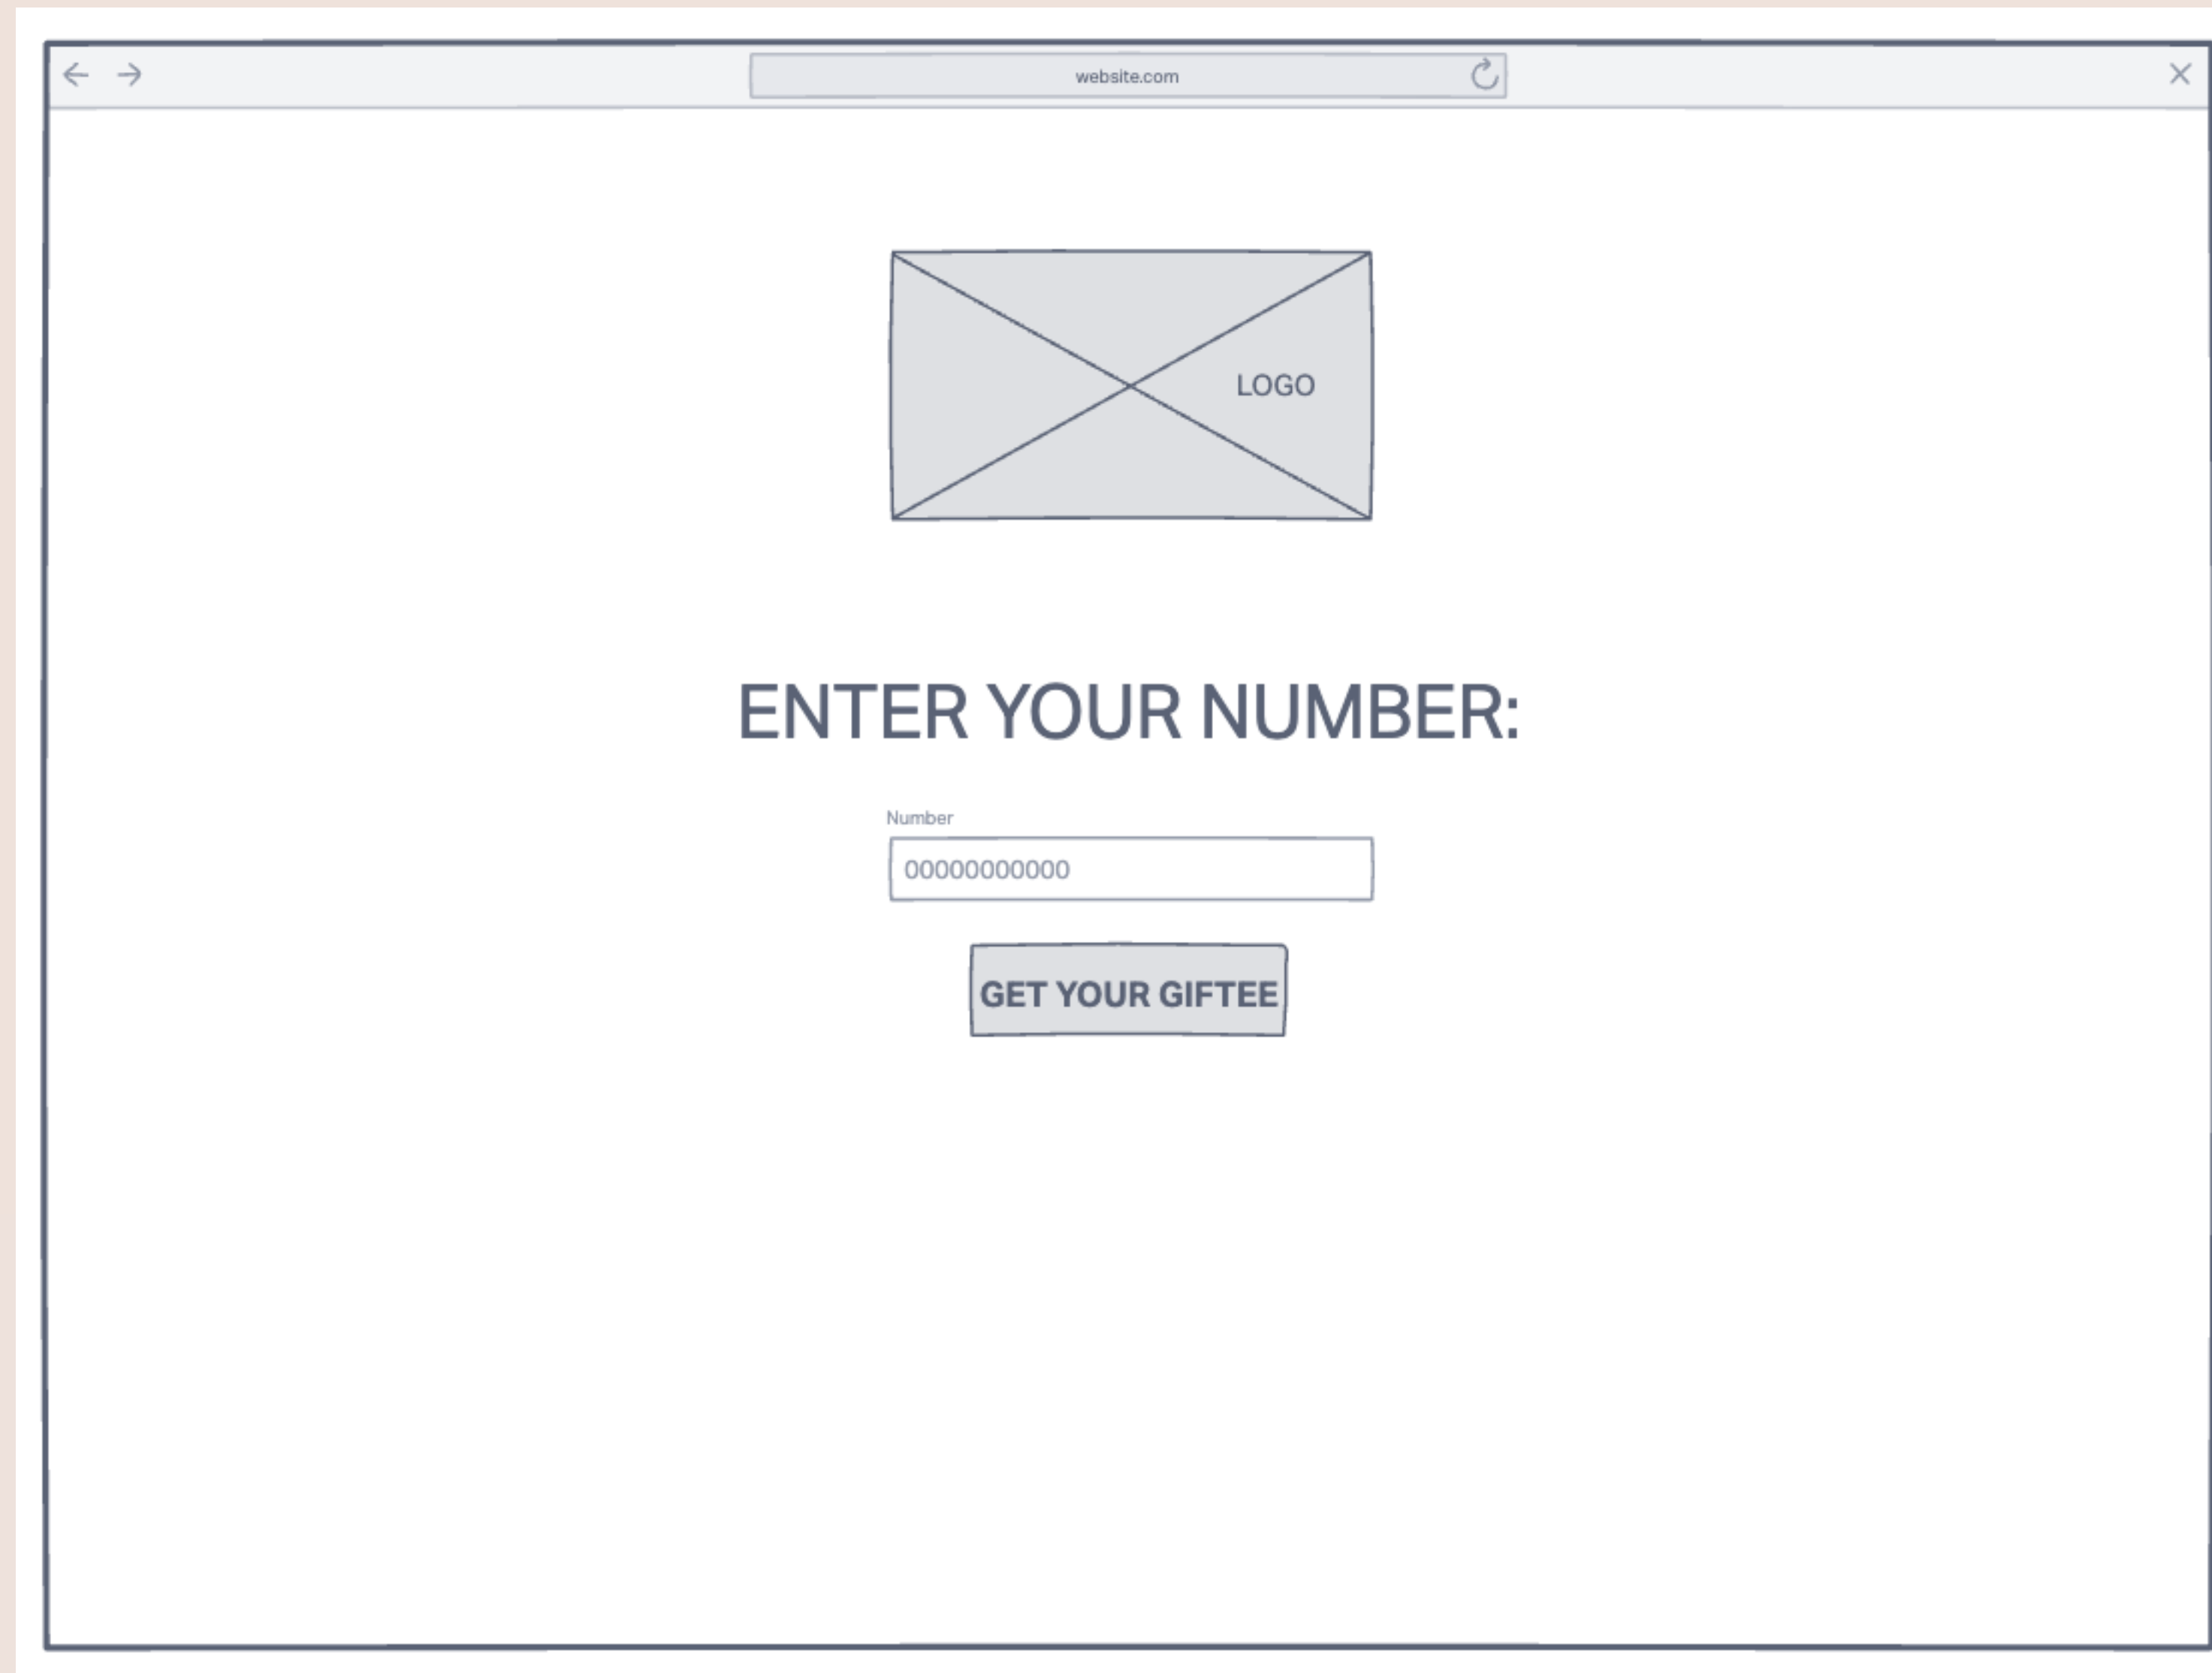 website.com
LOGO
ENTER YOUR NUMBER:
Number
00000000000
GET YOUR GIFTEE